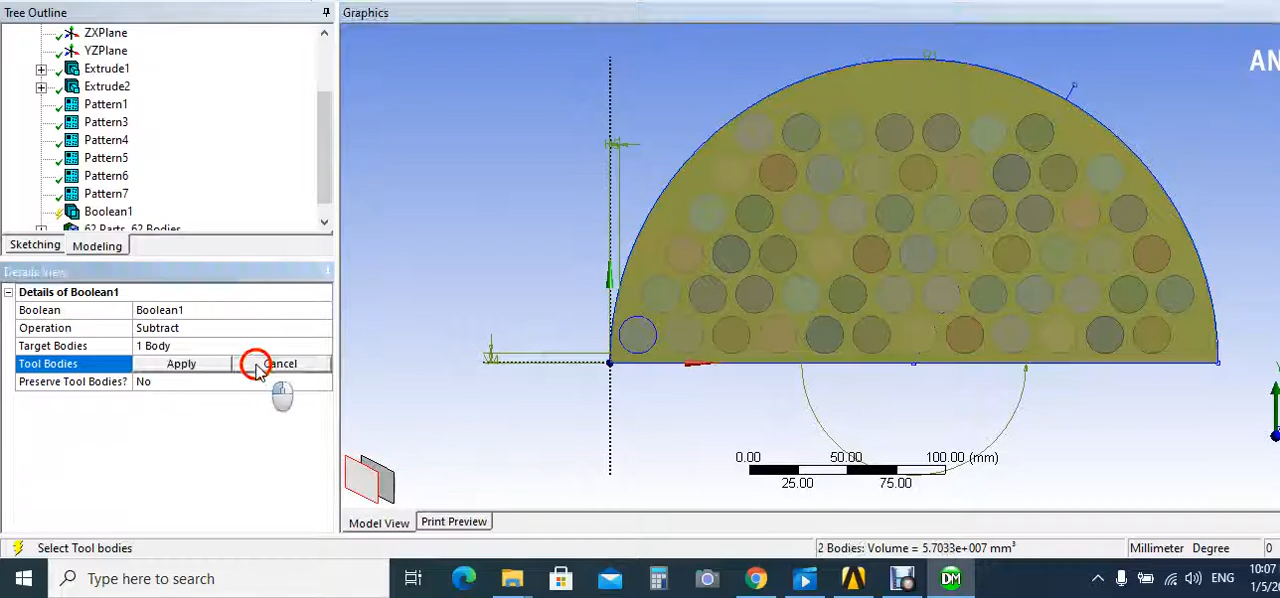 Tree Outline
ZXPlane
YZPlane
Extrude1
Extrude2
Pattern1
Pattern3
Pattern4
Pattern5
Pattern6
Pattern7
Boolean1
62 Parts, 62 Bodies
Sketching Modeling
Details View
Details of Boolean1
Boolean Boolean1
Operation Subtract
Target Bodies 1 Body
Tool Bodies Apply Cancel
Preserve Tool Bodies? No
Graphics
AN
R1
0.00 50.00 100.00 (mm)
25.00 75.00
Model View Print Preview
Select Tool bodies 2 Bodies: Volume = 5.7033e+007 mm³ Millimeter Degree 0
Type here to search
DM
ENG
10:07
1/5/20